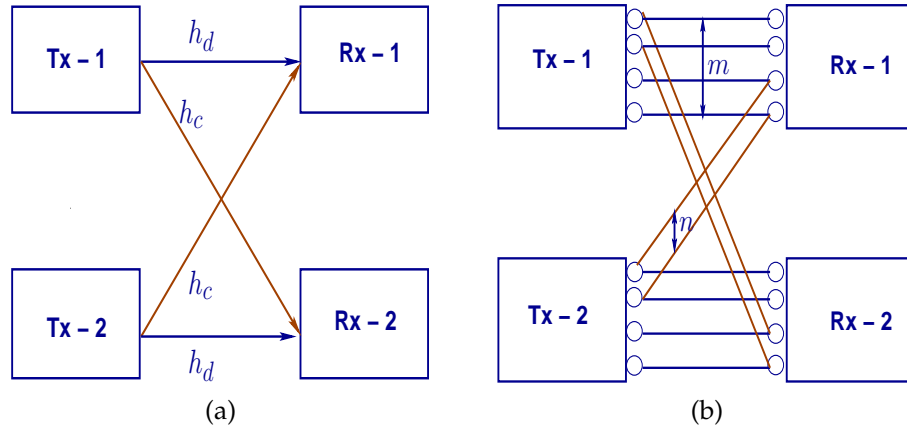 Tx – 1
h_d
Rx – 1
h_c
h_c
Tx – 2
h_d
Rx – 2
(a)
Tx – 1
m
Rx – 1
n
Tx – 2
Rx – 2
(b)